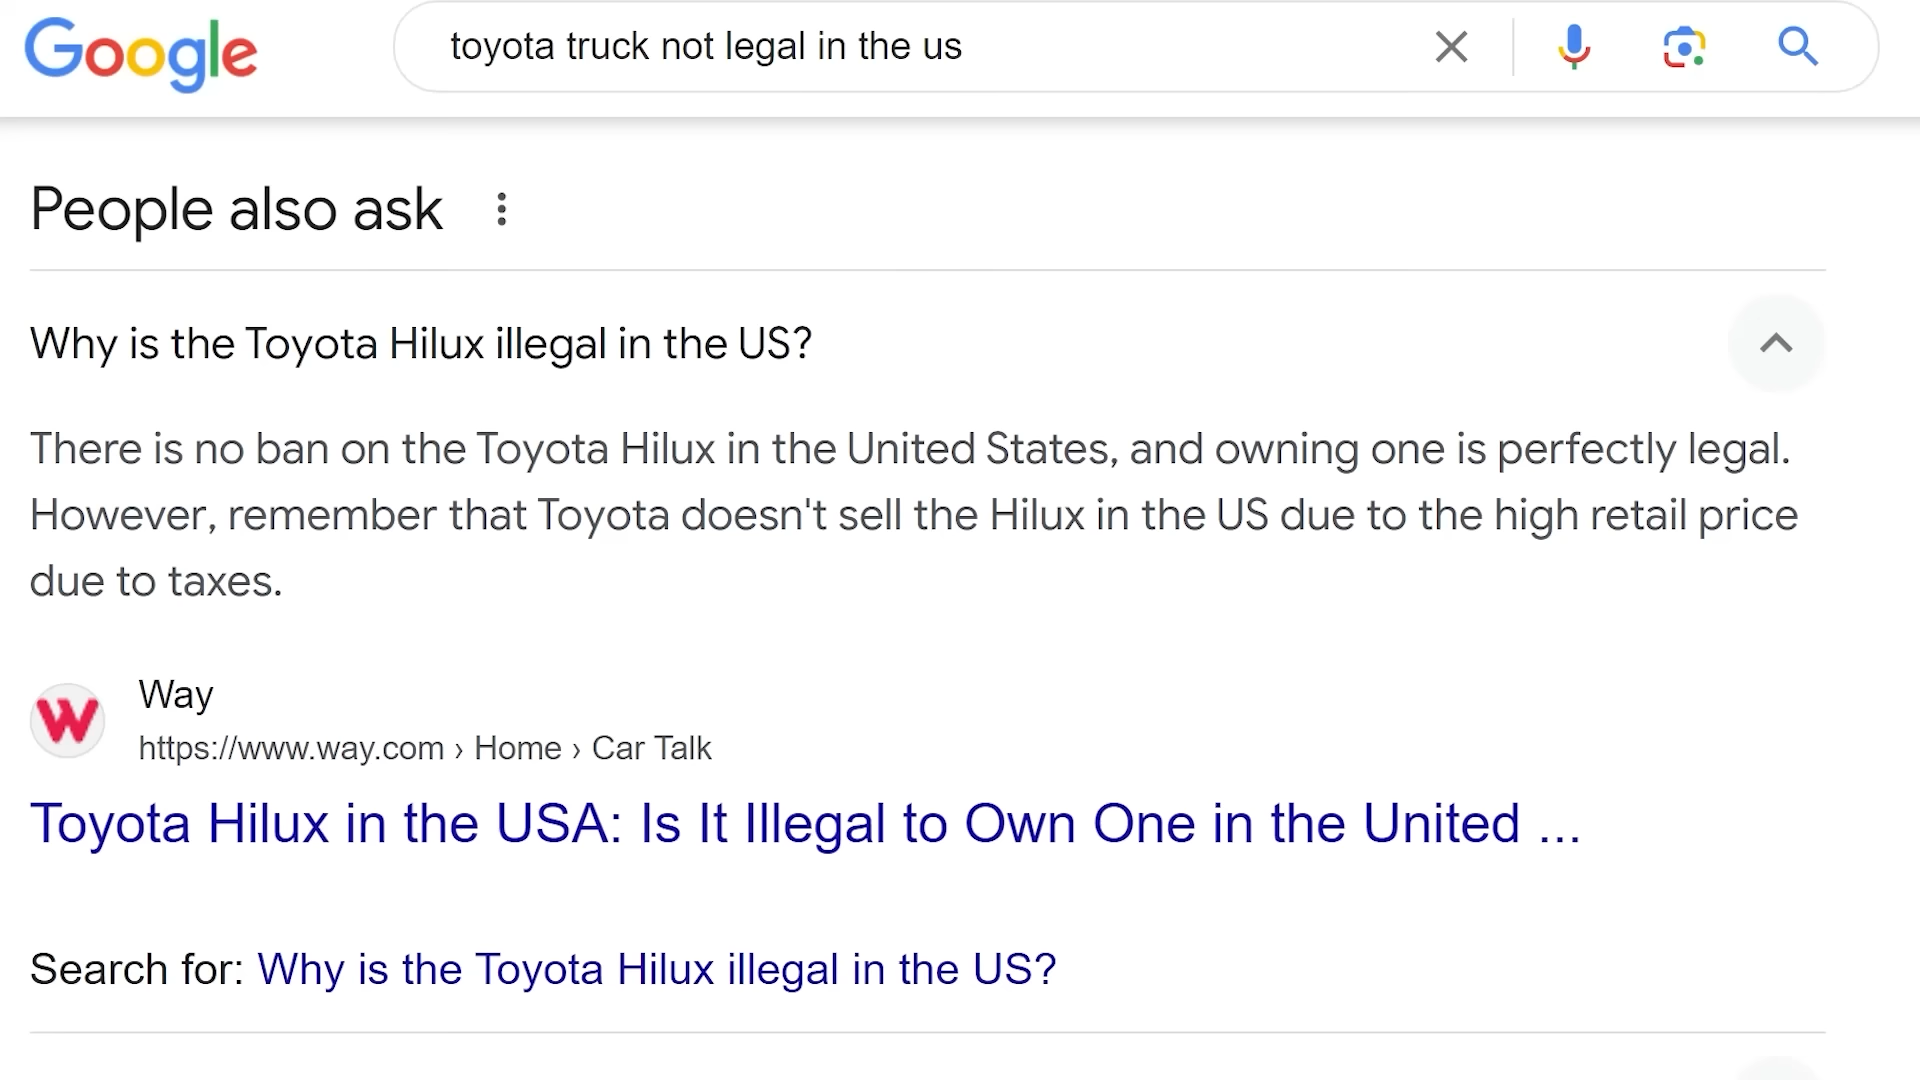 Google
toyota truck not legal in the us
People also ask
Why is the Toyota Hilux illegal in the US?
There is no ban on the Toyota Hilux in the United States, and owning one is perfectly legal.
However, remember that Toyota doesn't sell the Hilux in the US due to the high retail price
due to taxes.
W
Way
https://www.way.com › Home › Car Talk
Toyota Hilux in the USA: Is It Illegal to Own One in the United ...
Search for: Why is the Toyota Hilux illegal in the US?